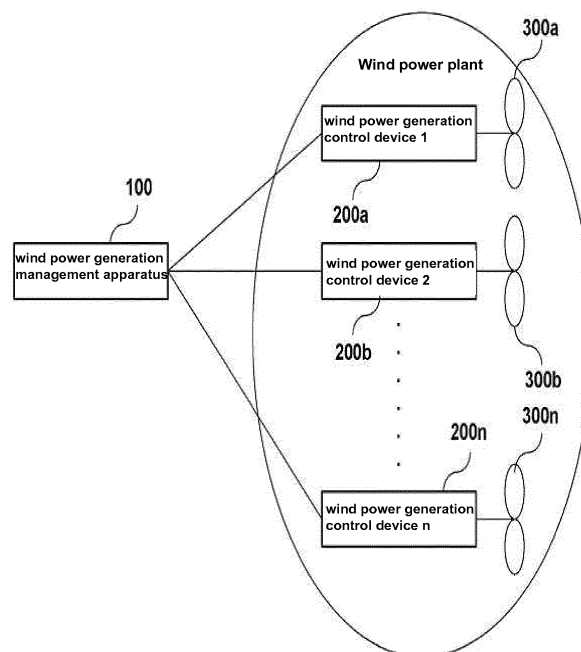 300a
Wind power plant
wind power generation
control device 1
100
200a
wind power generation
management apparatus
wind power generation
control device 2
200b
300b
300n
200n
wind power generation
control device n